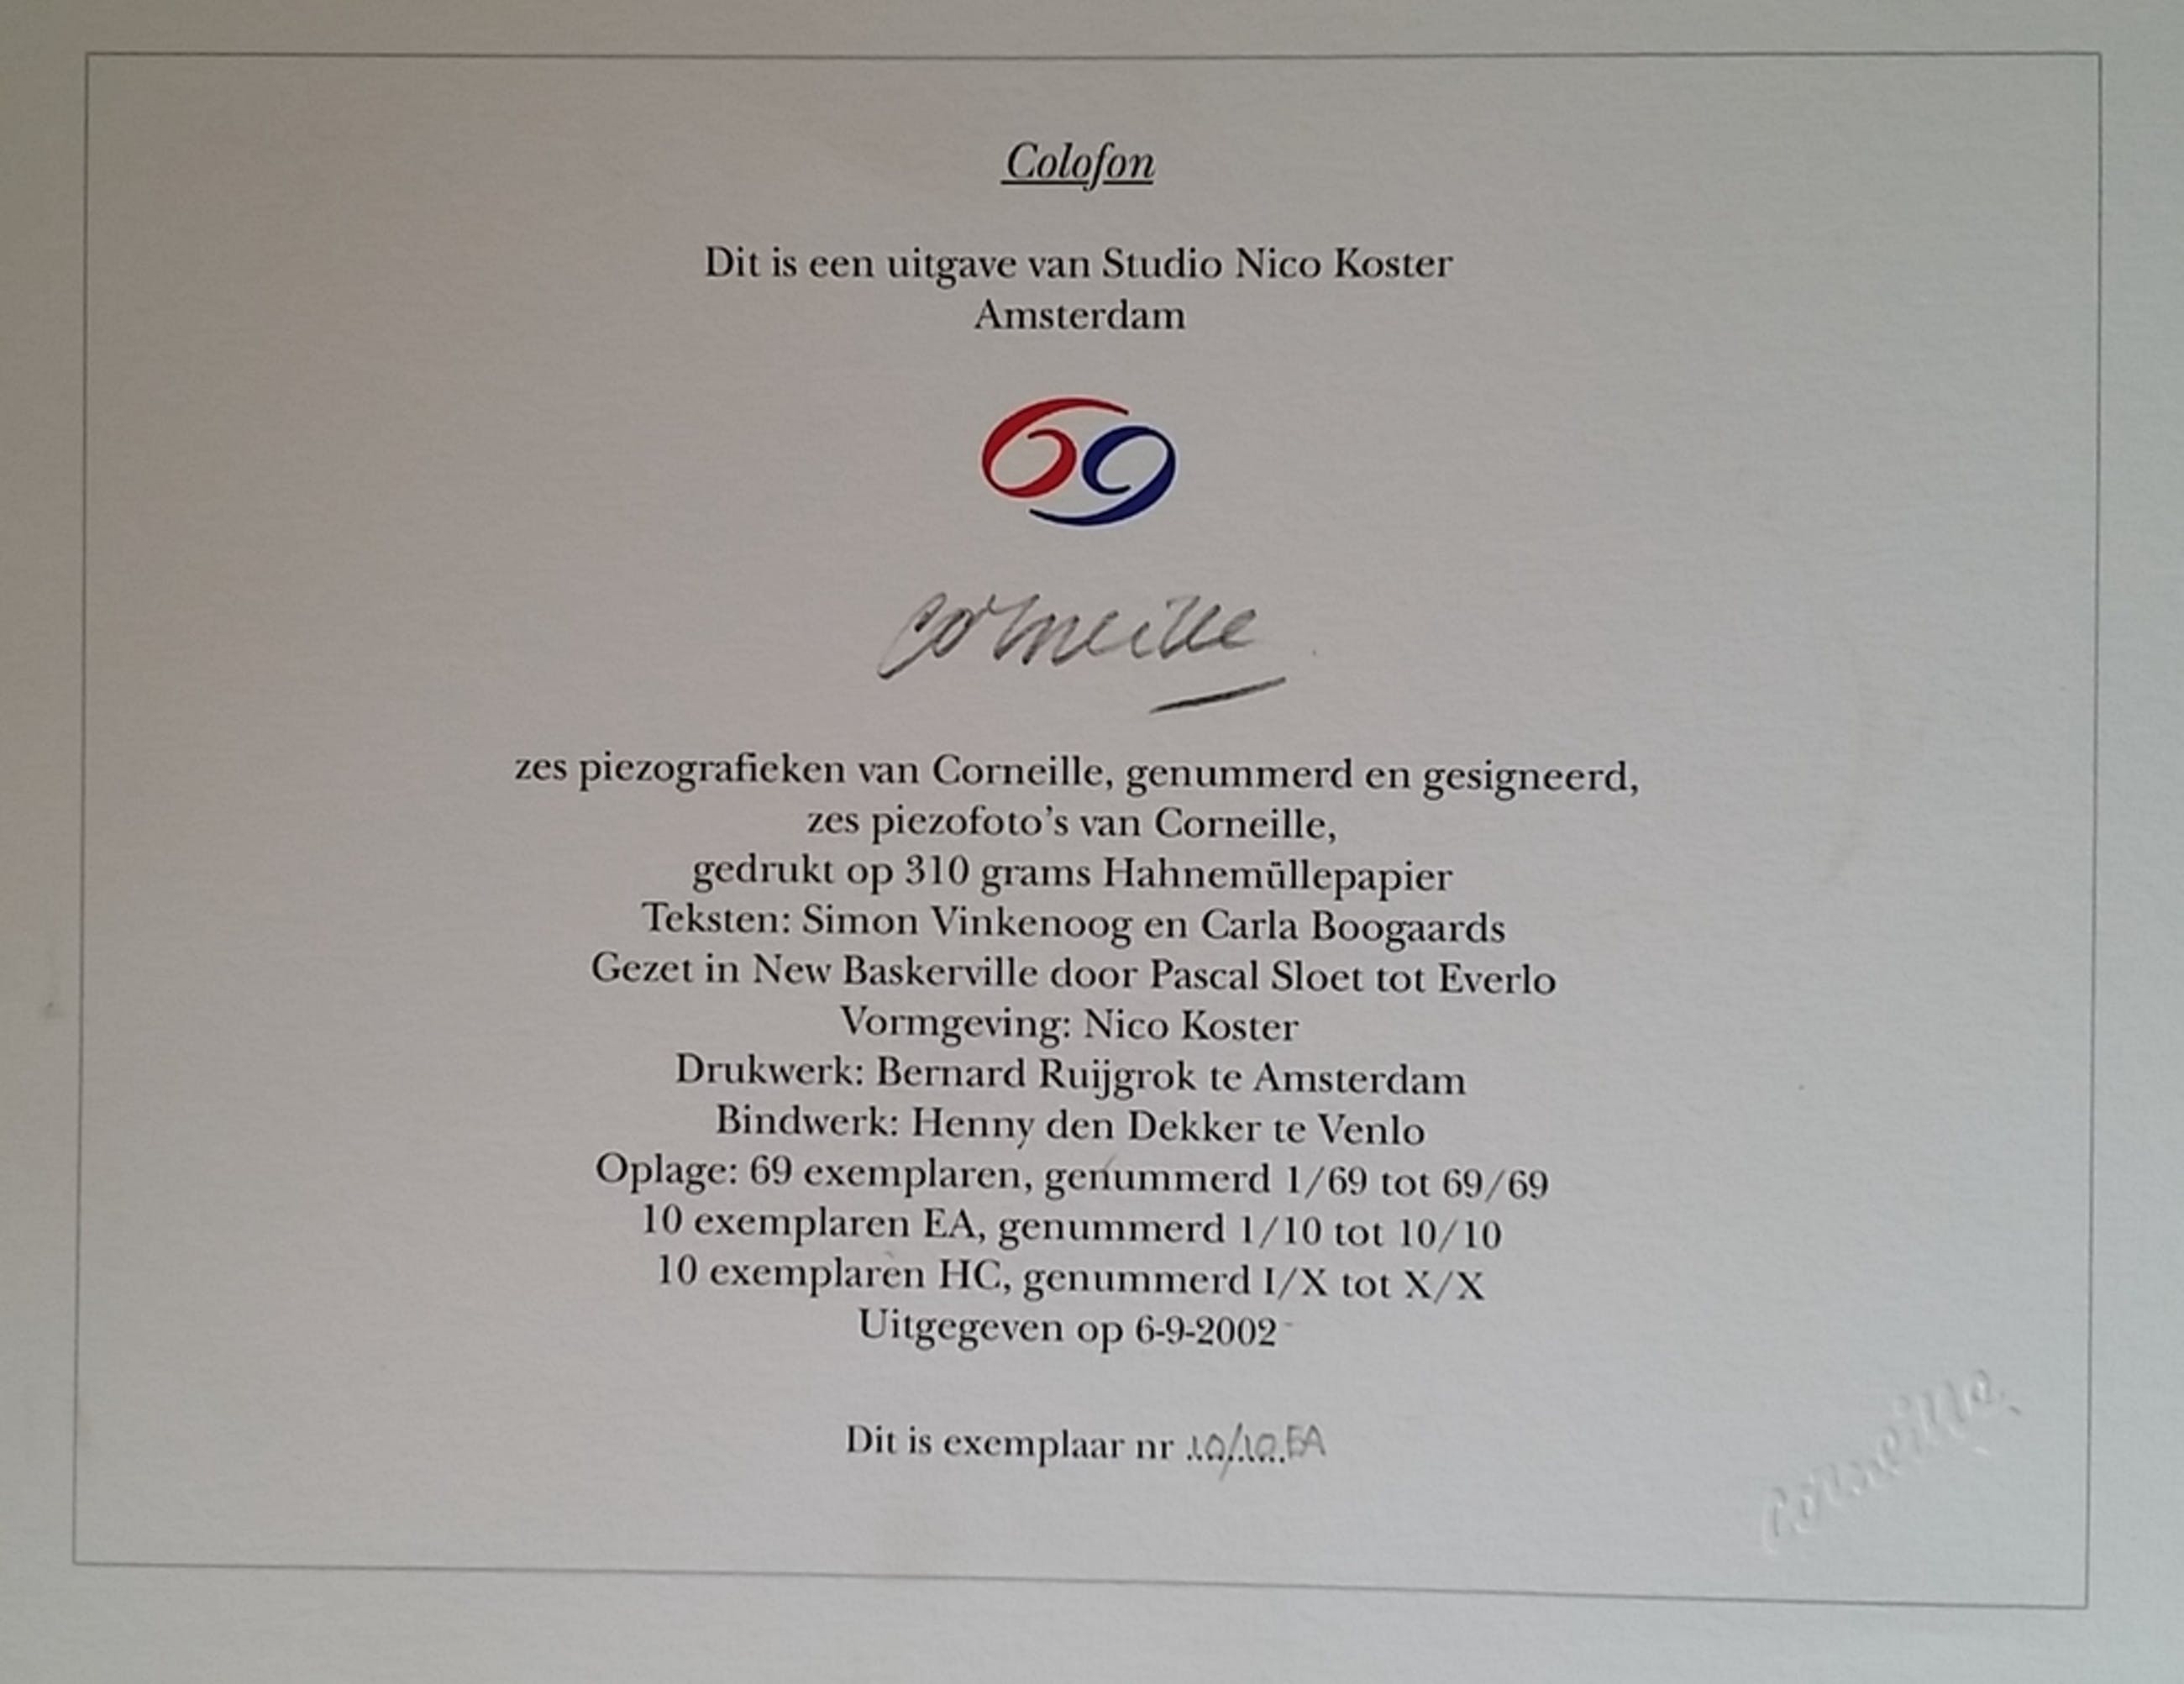 Colofon
Dit is een uitgave van Studio Nico Koster
Amsterdam
69
Corneille
zes piezografieken van Corneille, genummerd en gesigneerd,
zes piezofoto's van Corneille,
gedrukt op 310 grams Hahnemüllepapier
Teksten: Simon Vinkenoog en Carla Boogaards
Gezet in New Baskerville door Pascal Sloet tot Everlo
Vormgeving: Nico Koster
Drukwerk: Bernard Ruijgrok te Amsterdam
Bindwerk: Henny den Dekker te Venlo
Oplage: 69 exemplaren, genummerd 1/69 tot 69/69
10 exemplaren EA, genummerd 1/10 tot 10/10
10 exemplaren HC, genummerd I/X tot X/X
Uitgegeven op 6-9-2002
Dit is exemplaar nr 10/10 EA
Corneille